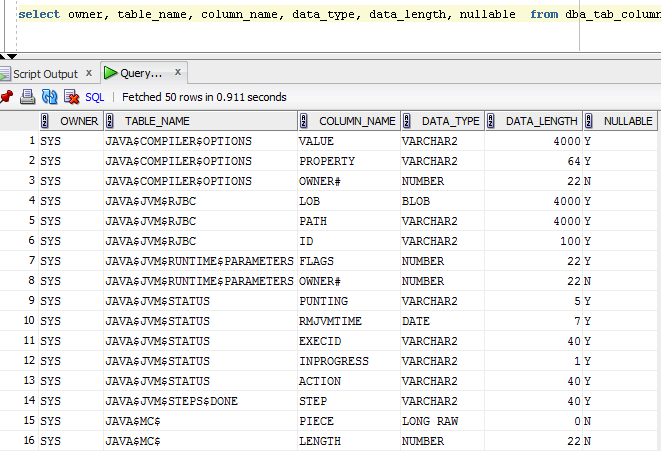 select owner, table_name, column_name, data_type, data_length, nullable from dba_tab_column
Script Output x Query... x
SQL | Fetched 50 rows in 0.911 seconds
OWNER TABLE_NAME COLUMN_NAME DATA_TYPE DATA_LENGTH NULLABLE
1 SYS JAVA$COMPILER$OPTIONS VALUE VARCHAR2 4000 Y
2 SYS JAVA$COMPILER$OPTIONS PROPERTY VARCHAR2 64 Y
3 SYS JAVA$COMPILER$OPTIONS OWNER# NUMBER 22 N
4 SYS JAVA$JVM$RJBC LOB BLOB 4000 Y
5 SYS JAVA$JVM$RJBC PATH VARCHAR2 4000 Y
6 SYS JAVA$JVM$RJBC ID VARCHAR2 100 Y
7 SYS JAVA$JVM$RUNTIME$PARAMETERS FLAGS NUMBER 22 Y
8 SYS JAVA$JVM$RUNTIME$PARAMETERS OWNER# NUMBER 22 N
9 SYS JAVA$JVM$STATUS PUNTING VARCHAR2 5 Y
10 SYS JAVA$JVM$STATUS RMJVMTIME DATE 7 Y
11 SYS JAVA$JVM$STATUS EXECID VARCHAR2 40 Y
12 SYS JAVA$JVM$STATUS INPROGRESS VARCHAR2 1 Y
13 SYS JAVA$JVM$STATUS ACTION VARCHAR2 40 Y
14 SYS JAVA$JVM$STEPS$DONE STEP VARCHAR2 40 Y
15 SYS JAVA$MC$ PIECE LONG RAW 0 N
16 SYS JAVA$MC$ LENGTH NUMBER 22 N